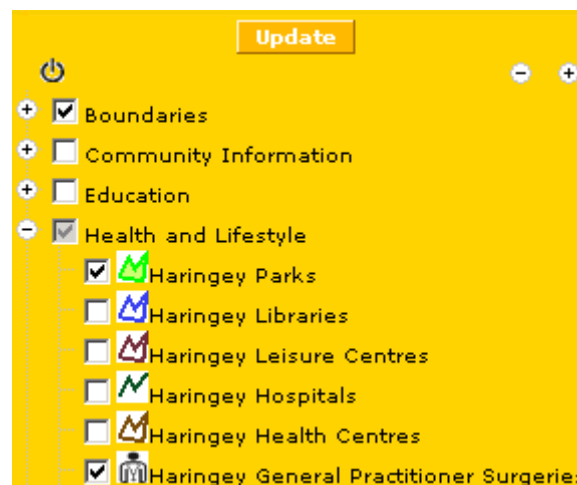 Update
Boundaries
Community Information
Education
Health and Lifestyle
Haringey Parks
Haringey Libraries
Haringey Leisure Centres
Haringey Hospitals
Haringey Health Centres
Haringey General Practitioner Surgeries